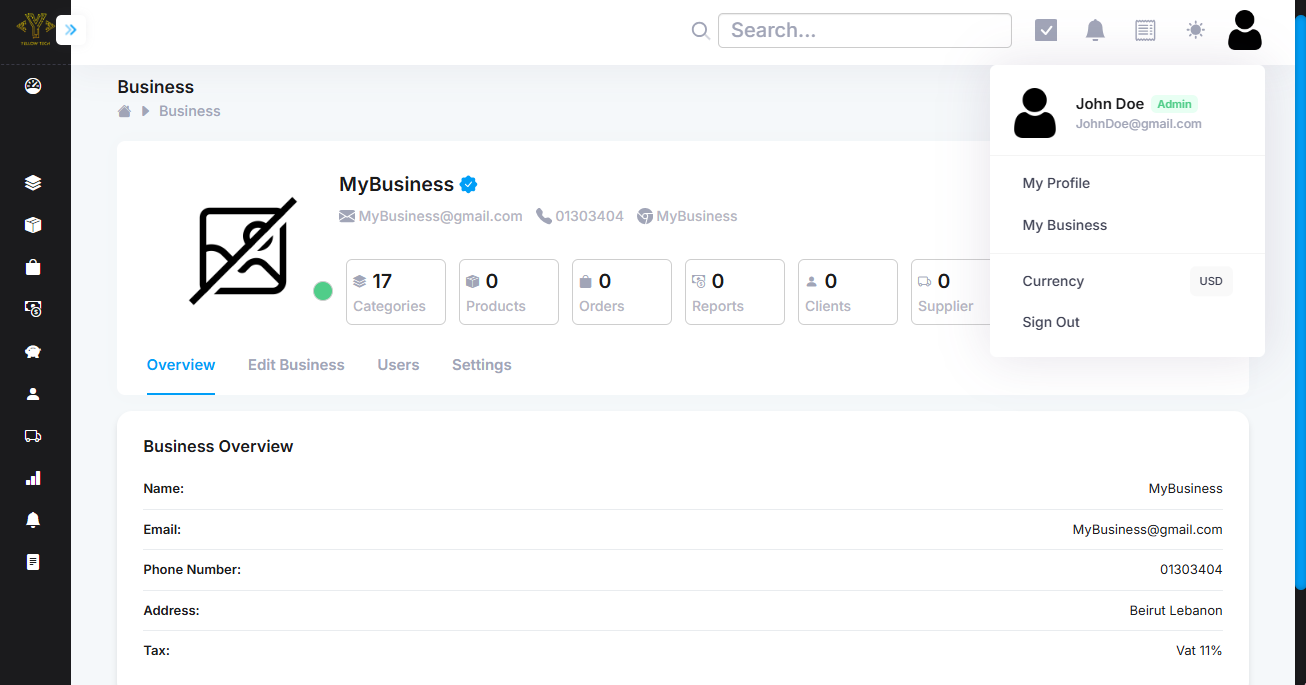 YELLOW TECH
Search...
Business
Business
John Doe Admin
JohnDoe@gmail.com
My Profile
My Business
Currency USD
Sign Out
MyBusiness
MyBusiness@gmail.com 01303404 MyBusiness
17 0 0 0 0 0
Categories Products Orders Reports Clients Supplier
Overview Edit Business Users Settings
Business Overview
Name: MyBusiness
Email: MyBusiness@gmail.com
Phone Number: 01303404
Address: Beirut Lebanon
Tax: Vat 11%